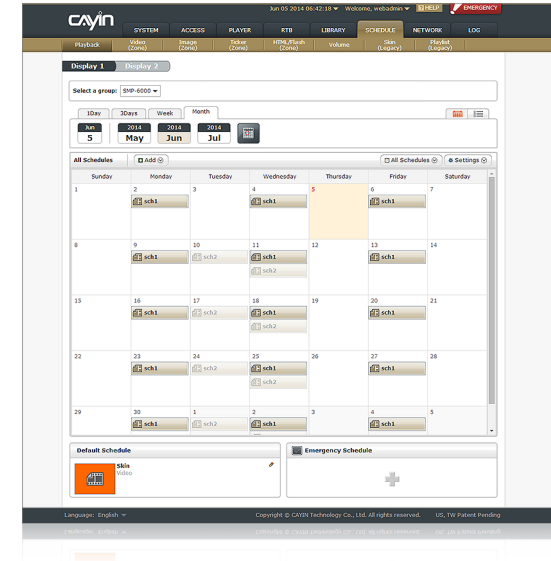 Jun 05 2014 06:42:18 Welcome, webadmin HELP EMERGENCY
CAYIN
SYSTEM ACCESS PLAYER RTB LIBRARY SCHEDULE NETWORK LOG
Playback Video (Zone) Image (Zone) Ticker (Zone) HTML/Flash (Zone) Volume Skin (Legacy) Playlist (Legacy)
Display 1 Display 2
Select a group: SMP-6000
1Day 3Days Week Month
Jun 2014 2014 2014
5 May Jun Jul
All Schedules Add All Schedules Settings
Sunday Monday Tuesday Wednesday Thursday Friday Saturday
1 2 3 4 5 6 7
sch1 sch1 sch1
8 9 10 11 12 13 14
sch1 sch2 sch1 sch1
sch2
15 16 17 18 19 20 21
sch1 sch2 sch1 sch1
sch2
22 23 24 25 26 27 28
sch1 sch2 sch1 sch1
sch2
29 30 1 2 3 4 5
sch1 sch2 sch1 sch1
Default Schedule Emergency Schedule
Skin
Video
Language: English Copyright © CAYIN Technology Co., Ltd. All rights reserved. US, TW Patent Pending